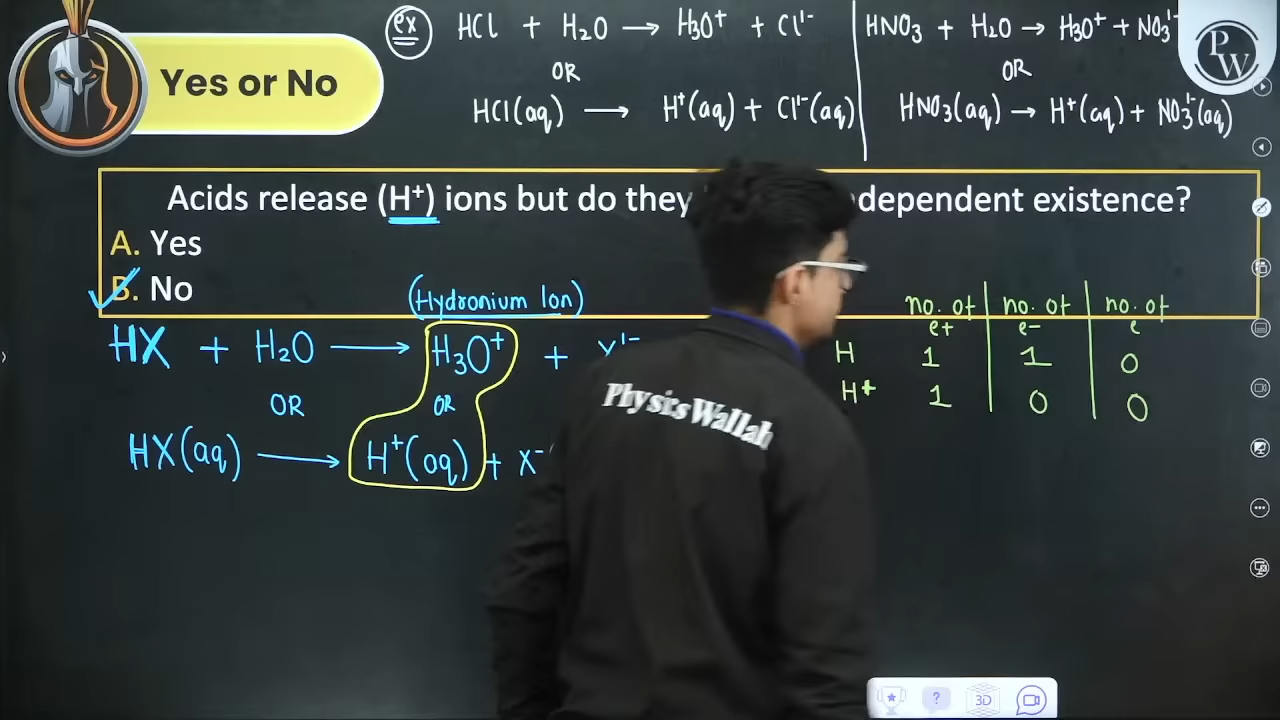 Yes or No
ex HCl + H₂O → H₃O⁺ + Cl¹⁻
OR
HCl(aq) → H⁺(aq) + Cl¹⁻(aq)
HNO₃ + H₂O → H₃O⁺ + NO₃¹⁻
OR
HNO₃(aq) → H⁺(aq) + NO₃¹⁻(aq)
PW
Acids release (H⁺) ions but do they dependent existence?
A. Yes
B. No
(Hydronium Ion)
HX + H₂O → H₃O⁺ + X¹⁻
OR OR
HX(aq) → H⁺(aq) + X⁻
no. of no. of no. of
e+ e- e
H 1 1 0
H+ 1 0 0
PhysicsWallah
?
3D